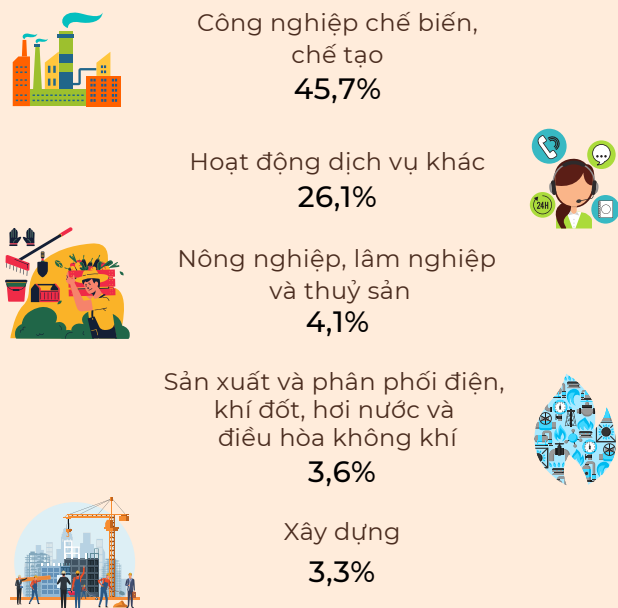 Công nghiệp chế biến,
chế tạo
45,7%
Hoạt động dịch vụ khác
26,1%
24H
Nông nghiệp, lâm nghiệp
và thuỷ sản
4,1%
Sản xuất và phân phối điện,
khí đốt, hơi nước và
điều hòa không khí
3,6%
Xây dựng
3,3%